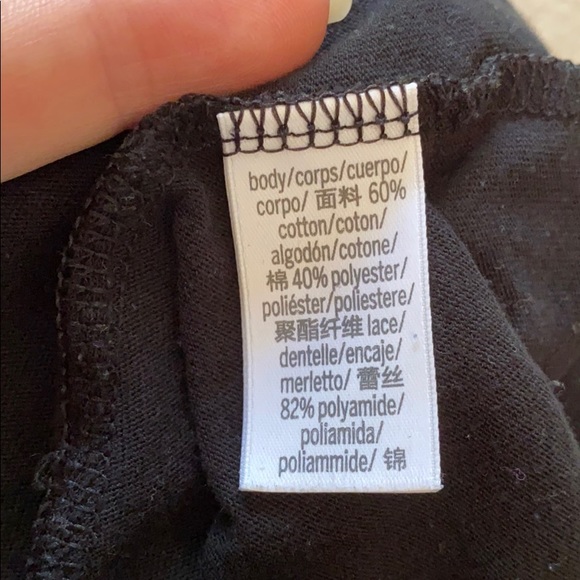 body/corps/cuerpo/
corpo/ 面料 60%
cotton/coton/
algodón/cotone/
棉 40% polyester/
poliéster/poliestere/
聚酯纤维 lace/
dentelle/encaje/
merletto/ 蕾丝
82% polyamide/
poliamida/
poliammide/ 锦